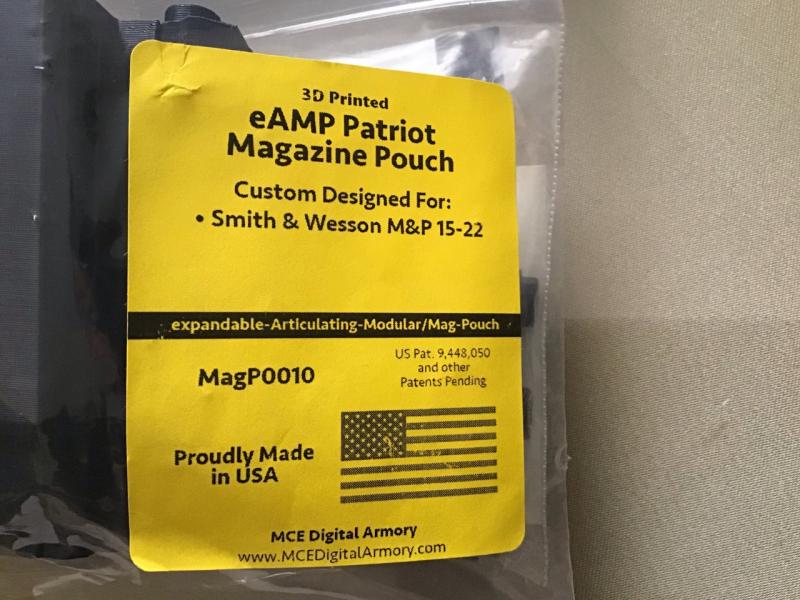 3D Printed
eAMP Patriot
Magazine Pouch
Custom Designed For:
• Smith & Wesson M&P 15-22
expandable-Articulating-Modular/Mag-Pouch
MagP0010
US Pat. 9,448,050
and other
Patents Pending
Proudly Made
in USA
MCE Digital Armory
www.MCEDigitalArmory.com